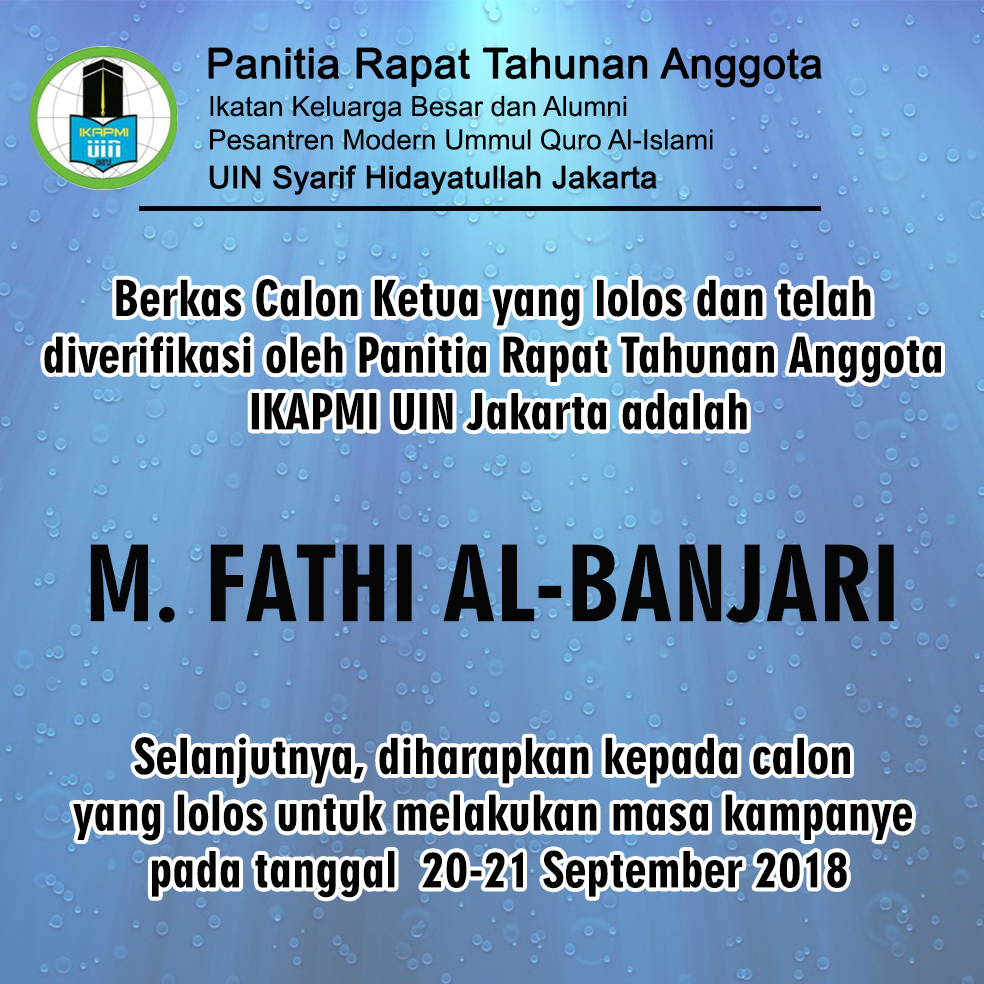 IKAPMI
UIN
Panitia Rapat Tahunan Anggota
Ikatan Keluarga Besar dan Alumni
Pesantren Modern Ummul Quro Al-Islami
UIN Syarif Hidayatullah Jakarta
Berkas Calon Ketua yang lolos dan telah
diverifikasi oleh Panitia Rapat Tahunan Anggota
IKAPMI UIN Jakarta adalah
M. FATHI AL-BANJARI
Selanjutnya, diharapkan kepada calon
yang lolos untuk melakukan masa kampanye
pada tanggal 20-21 September 2018